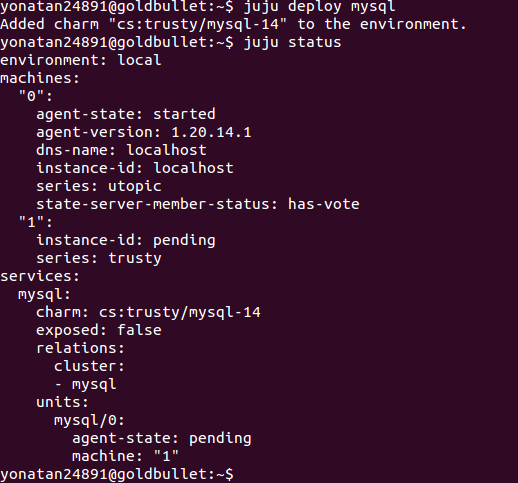 yonatan24891@goldbullet:~$ juju deploy mysql
Added charm "cs:trusty/mysql-14" to the environment.
yonatan24891@goldbullet:~$ juju status
environment: local
machines:
  "0":
    agent-state: started
    agent-version: 1.20.14.1
    dns-name: localhost
    instance-id: localhost
    series: utopic
    state-server-member-status: has-vote
  "1":
    instance-id: pending
    series: trusty
services:
  mysql:
    charm: cs:trusty/mysql-14
    exposed: false
    relations:
      cluster:
      - mysql
    units:
      mysql/0:
        agent-state: pending
        machine: "1"
yonatan24891@goldbullet:~$